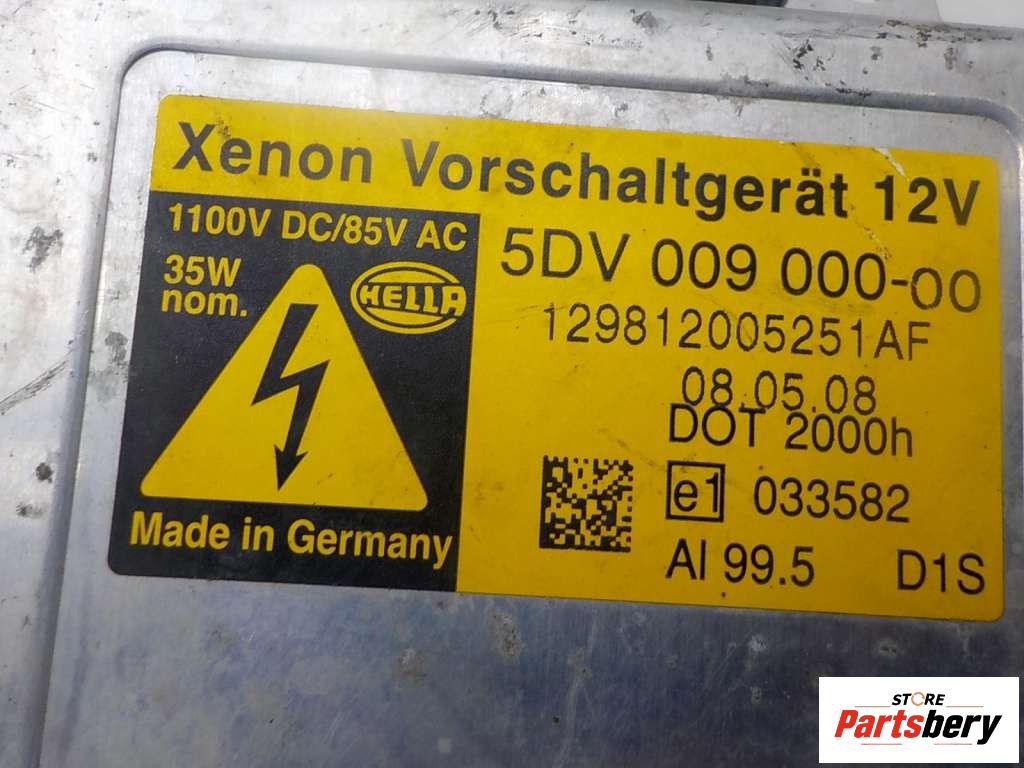 Xenon Vorschaltgerät 12V
1100V DC/85V AC
35W
nom.
HELLA
Made in Germany
5DV 009 000-00
129812005251AF
08.05.08
DOT 2000h
e1 033582
Al 99.5 D1S
STORE
Partsbery